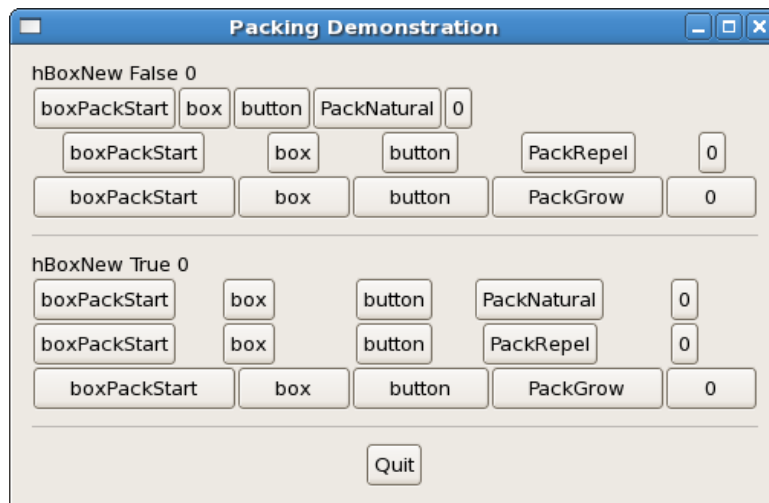 Packing Demonstration
hBoxNew False 0
boxPackStart box button PackNatural 0
boxPackStart box button PackRepel 0
boxPackStart box button PackGrow 0
hBoxNew True 0
boxPackStart box button PackNatural 0
boxPackStart box button PackRepel 0
boxPackStart box button PackGrow 0
Quit